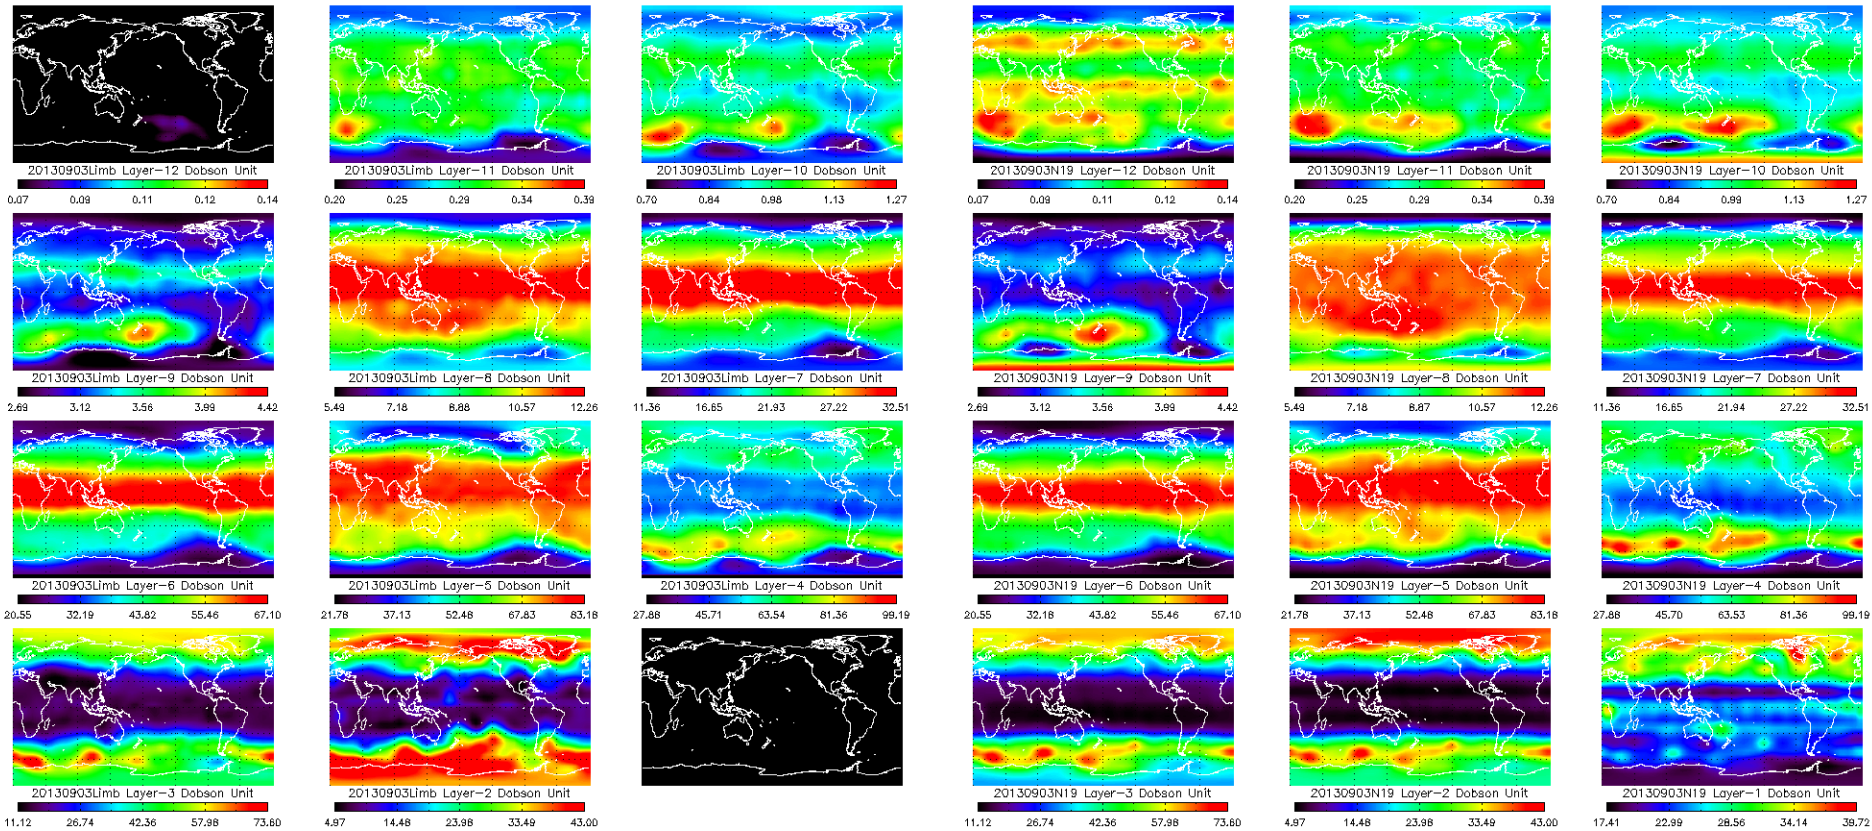 20130903Limb Layer-12 Dobson Unit
0.07 0.09 0.11 0.12 0.14
20130903Limb Layer-11 Dobson Unit
0.20 0.25 0.29 0.34 0.39
20130903Limb Layer-10 Dobson Unit
0.70 0.84 0.98 1.13 1.27
20130903N19 Layer-12 Dobson Unit
0.07 0.09 0.11 0.12 0.14
20130903N19 Layer-11 Dobson Unit
0.20 0.25 0.29 0.34 0.39
20130903N19 Layer-10 Dobson Unit
0.70 0.84 0.99 1.13 1.27
20130903Limb Layer-9 Dobson Unit
2.69 3.12 3.56 3.99 4.42
20130903Limb Layer-8 Dobson Unit
5.49 7.18 8.88 10.57 12.26
20130903Limb Layer-7 Dobson Unit
11.36 16.65 21.93 27.22 32.51
20130903N19 Layer-9 Dobson Unit
2.69 3.12 3.56 3.99 4.42
20130903N19 Layer-8 Dobson Unit
5.49 7.18 8.87 10.57 12.26
20130903N19 Layer-7 Dobson Unit
11.36 16.65 21.94 27.22 32.51
20130903Limb Layer-6 Dobson Unit
20.55 32.19 43.82 55.46 67.10
20130903Limb Layer-5 Dobson Unit
21.78 37.13 52.48 67.83 83.18
20130903Limb Layer-4 Dobson Unit
27.88 45.71 63.54 81.36 99.19
20130903N19 Layer-6 Dobson Unit
20.55 32.18 43.82 55.46 67.10
20130903N19 Layer-5 Dobson Unit
21.78 37.13 52.48 67.83 83.18
20130903N19 Layer-4 Dobson Unit
27.88 45.70 63.53 81.36 99.19
20130903Limb Layer-3 Dobson Unit
11.12 26.74 42.36 57.98 73.60
20130903Limb Layer-2 Dobson Unit
4.97 14.48 23.98 33.49 43.00
20130903N19 Layer-3 Dobson Unit
11.12 26.74 42.36 57.98 73.60
20130903N19 Layer-2 Dobson Unit
4.97 14.48 23.98 33.49 43.00
20130903N19 Layer-1 Dobson Unit
17.41 22.99 28.56 34.14 39.72